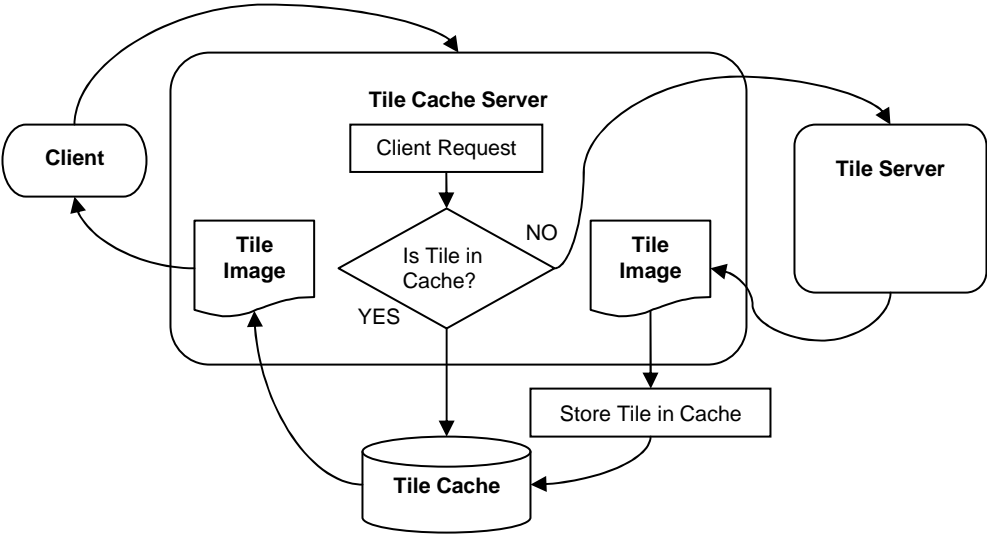 Tile Cache Server
Client Request
Client
Tile Server
NO
Tile
Image
Is Tile in
Cache?
Tile
Image
YES
Store Tile in Cache
Tile Cache